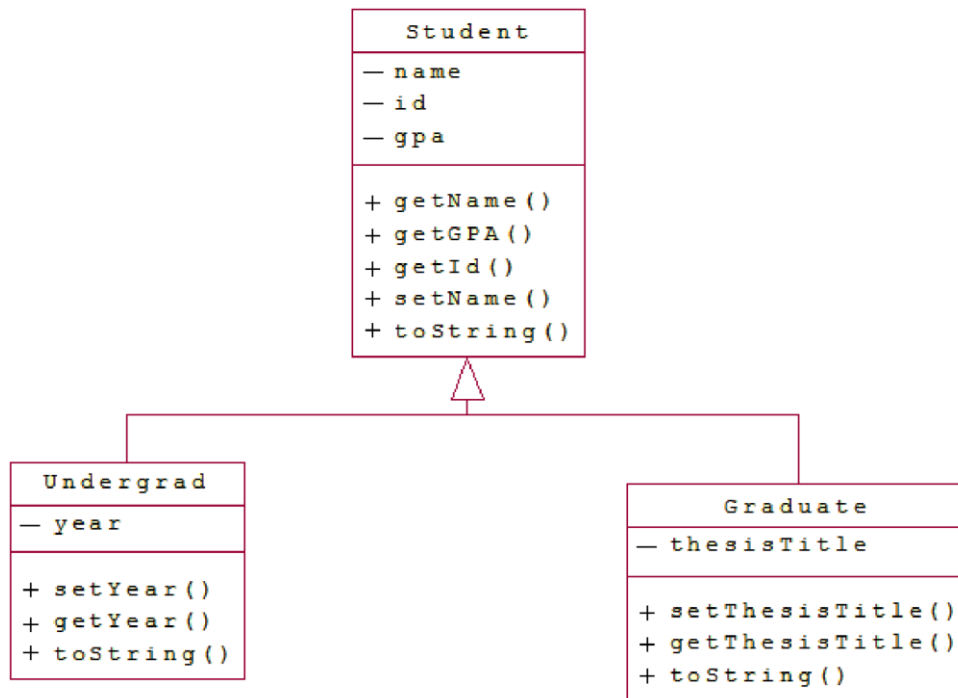 Student
— name
— id
— gpa
+ getName()
+ getGPA()
+ getId()
+ setName()
+ toString()
Undergrad
— year
+ setYear()
+ getYear()
+ toString()
Graduate
— thesisTitle
+ setThesisTitle()
+ getThesisTitle()
+ toString()